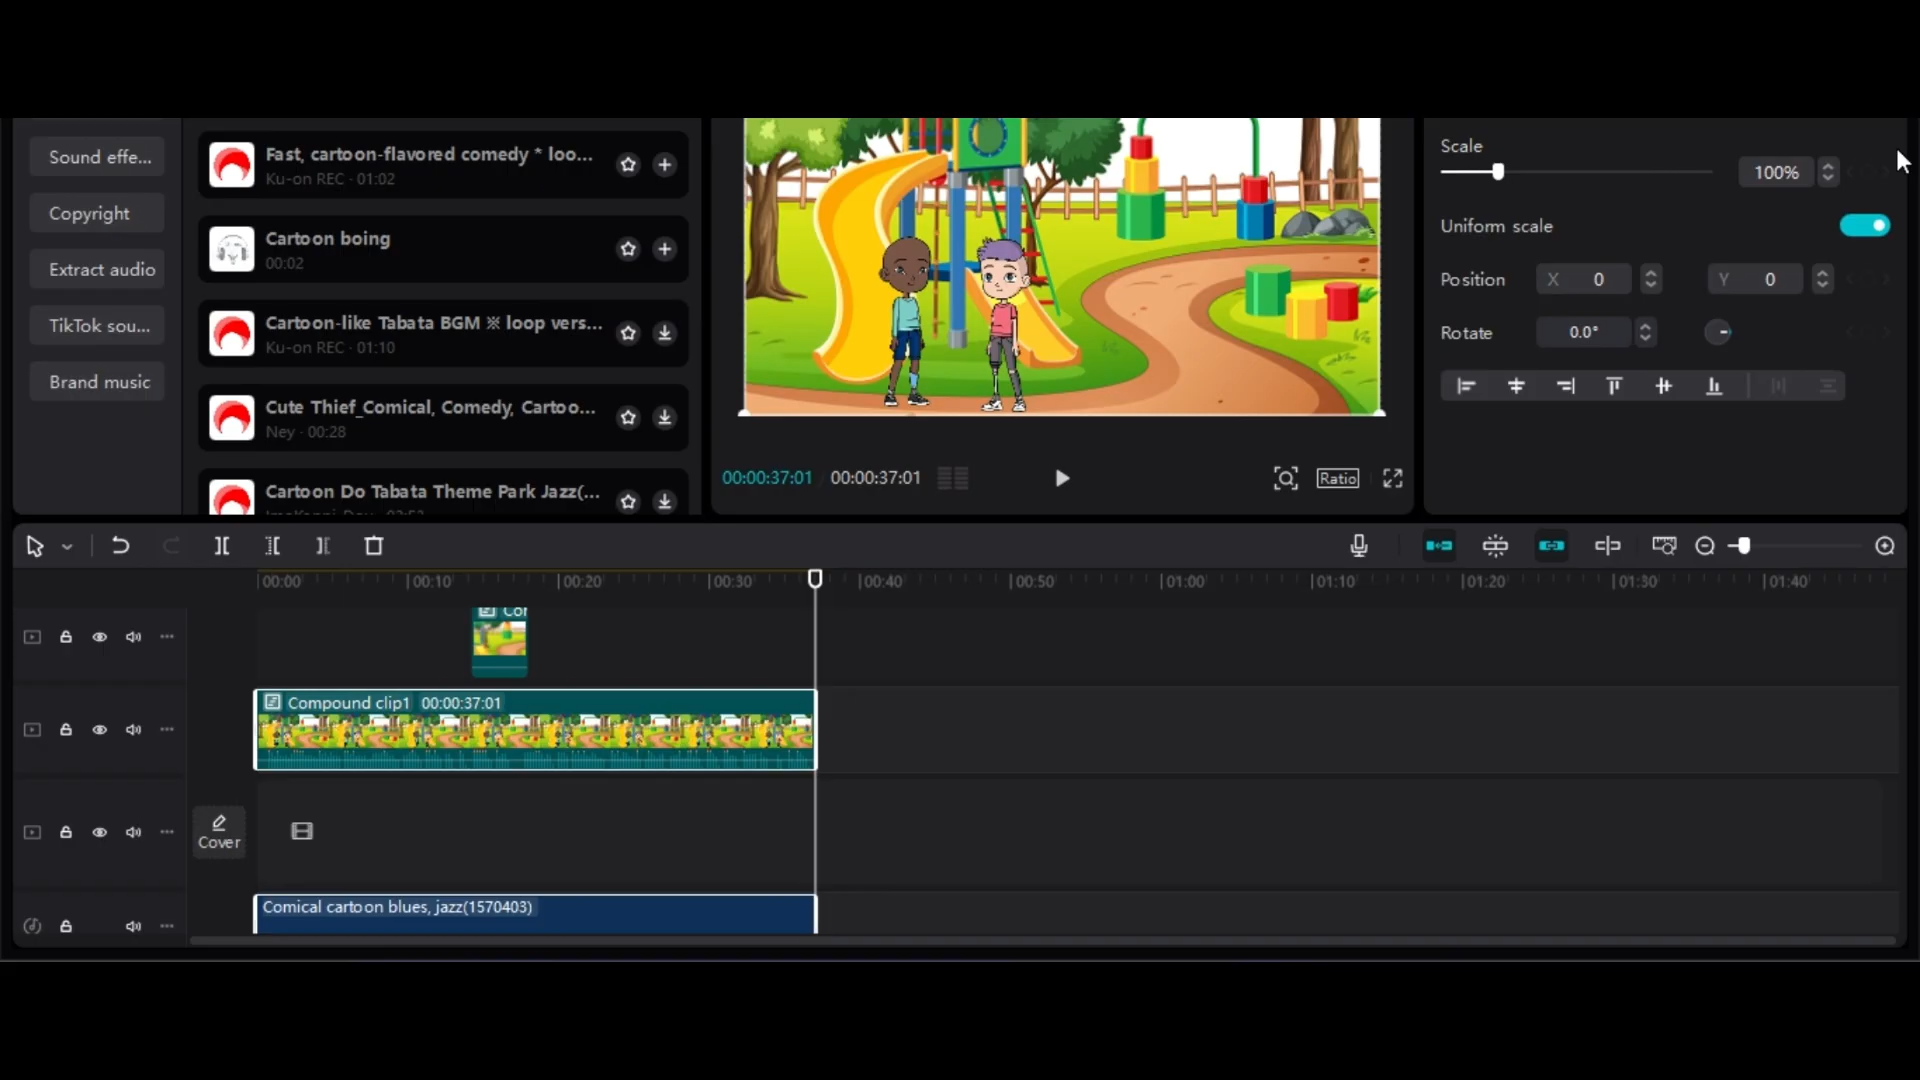 Sound effe...
Copyright
Extract audio
TikTok sou...
Brand music
Fast, cartoon-flavored comedy * loo...
Ku-on REC · 01:02
Cartoon boing
00:02
Cartoon-like Tabata BGM ※ loop vers...
Ku-on REC · 01:10
Cute Thief_Comical, Comedy, Cartoo...
Ney · 00:28
Cartoon Do Tabata Theme Park Jazz(...
00:00:37:01 / 00:00:37:01
Ratio
Scale
100%
Uniform scale
Position X 0 Y 0
Rotate 0.0°
00:00 00:10 00:20 00:30 00:40 00:50 01:00 01:10 01:20 01:30 01:40
Compound clip1 00:00:37:01
Cover
Comical cartoon blues, jazz(1570403)